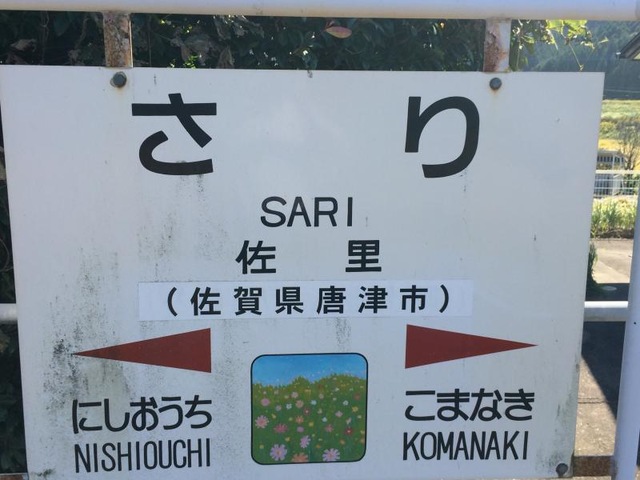 さり
SARI
佐里
（佐賀県唐津市）
にしおうち こまなき
NISHIOUCHI KOMANAKI